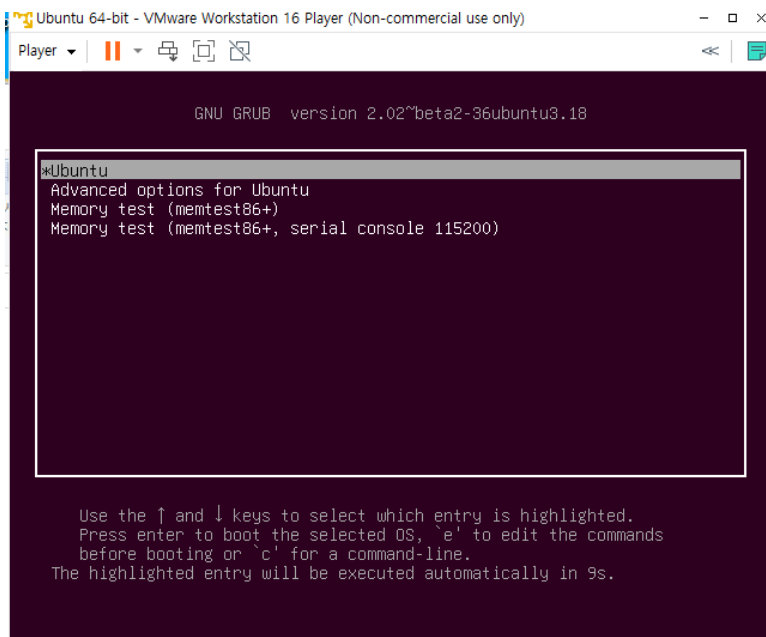 Ubuntu 64-bit - VMware Workstation 16 Player (Non-commercial use only)
Player
GNU GRUB version 2.02~beta2-36ubuntu3.18
*Ubuntu
Advanced options for Ubuntu
Memory test (memtest86+)
Memory test (memtest86+, serial console 115200)
Use the ↑ and ↓ keys to select which entry is highlighted.
Press enter to boot the selected OS, `e' to edit the commands
before booting or `c' for a command-line.
The highlighted entry will be executed automatically in 9s.